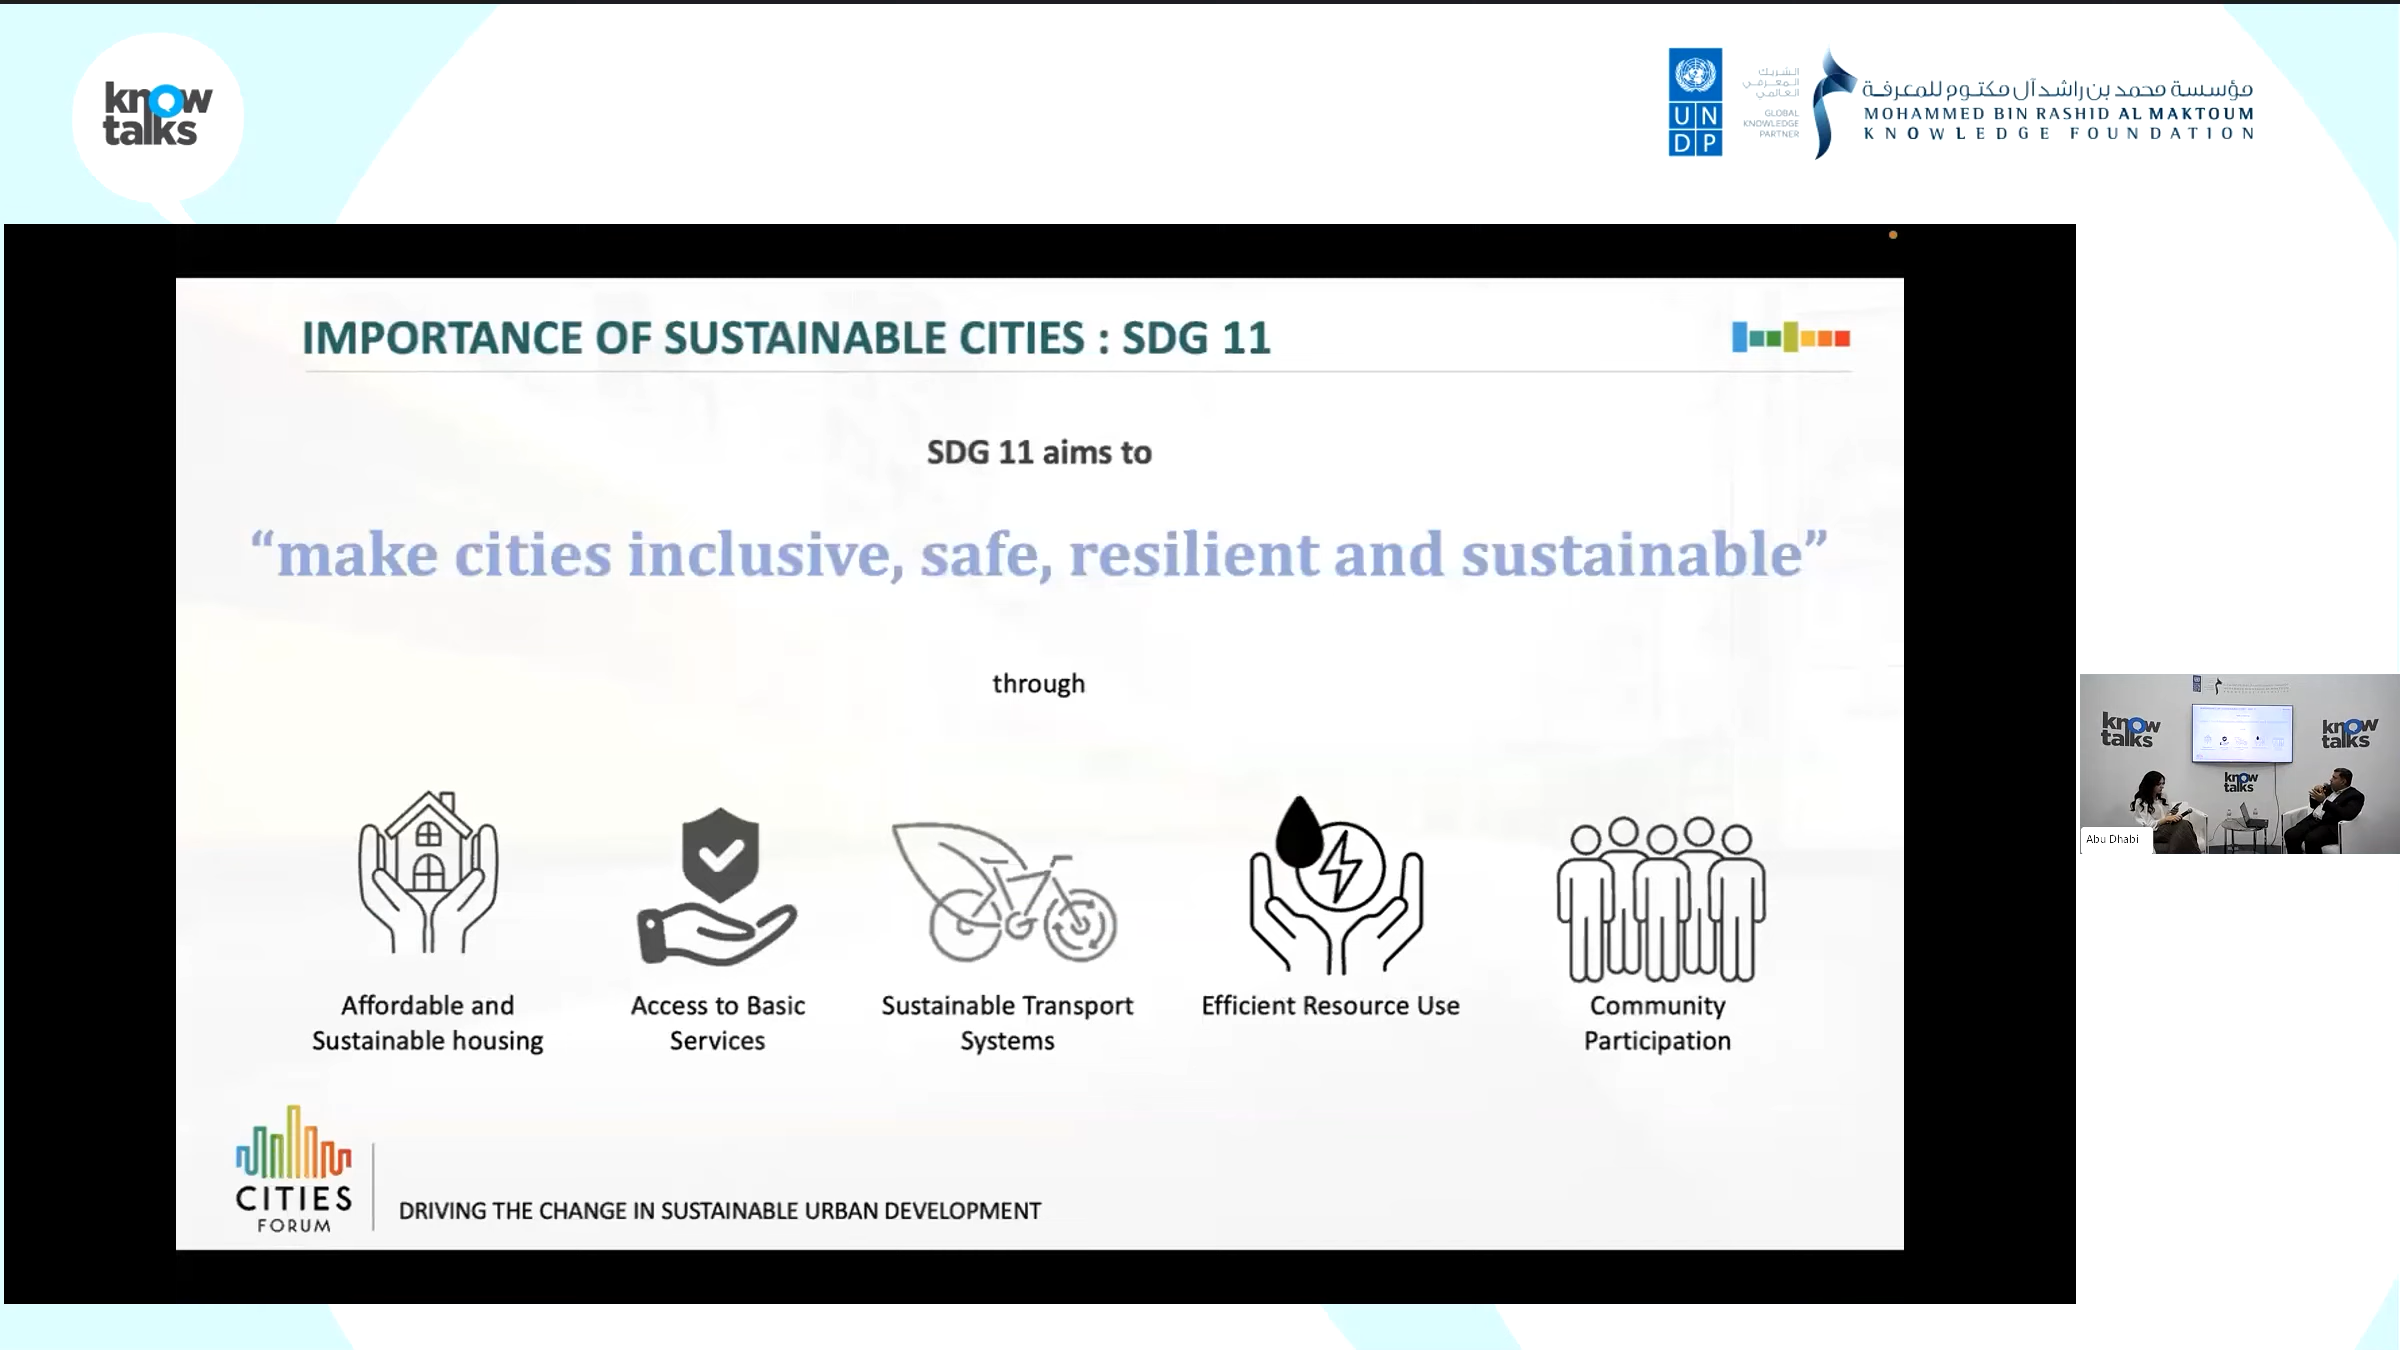 know
talks
UN
DP
الشريك
المعرفي
العالمي
GLOBAL
KNOWLEDGE
PARTNER
مؤسسة محمد بن راشد آل مكتوم للمعرفة
MOHAMMED BIN RASHID AL MAKTOUM
KNOWLEDGE FOUNDATION
IMPORTANCE OF SUSTAINABLE CITIES : SDG 11
SDG 11 aims to
“make cities inclusive, safe, resilient and sustainable”
through
Affordable and
Sustainable housing
Access to Basic
Services
Sustainable Transport
Systems
Efficient Resource Use
Community
Participation
CITIES
FORUM
DRIVING THE CHANGE IN SUSTAINABLE URBAN DEVELOPMENT
know
talks
know
talks
know
talks
Abu Dhabi